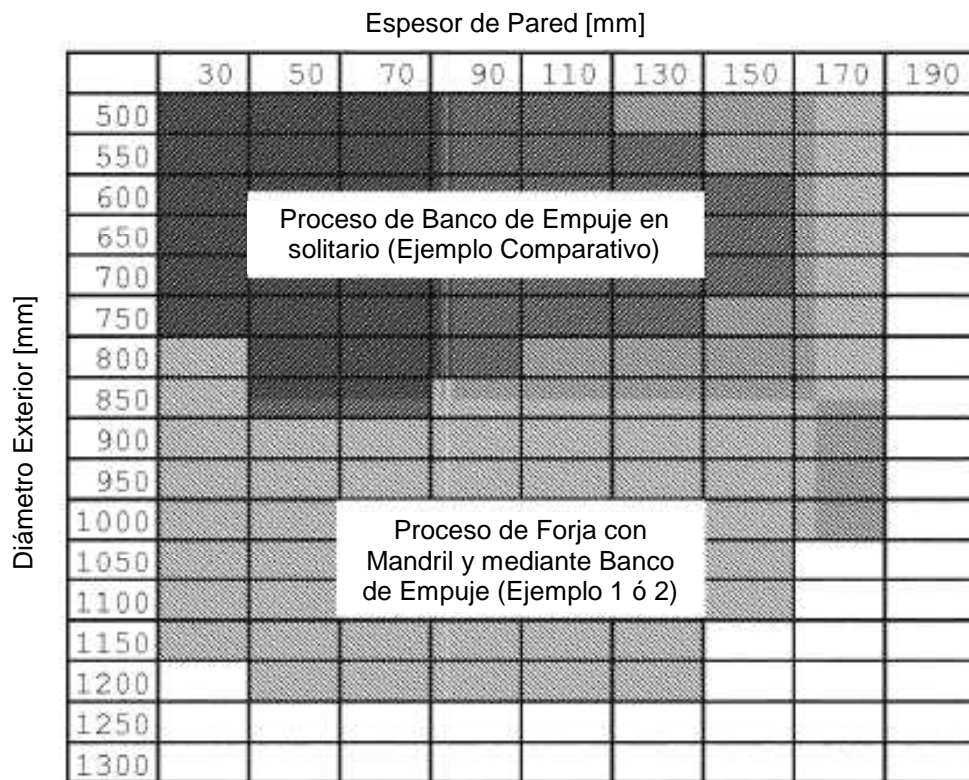 Espesor de Pared [mm]
30 50 70 90 110 130 150 170 190
500
550
600
650
700
750
800
850
900
950
1000
1050
1100
1150
1200
1250
1300
Diámetro Exterior [mm]
Proceso de Banco de Empuje en
solitario (Ejemplo Comparativo)
Proceso de Forja con
Mandril y mediante Banco
de Empuje (Ejemplo 1 ó 2)